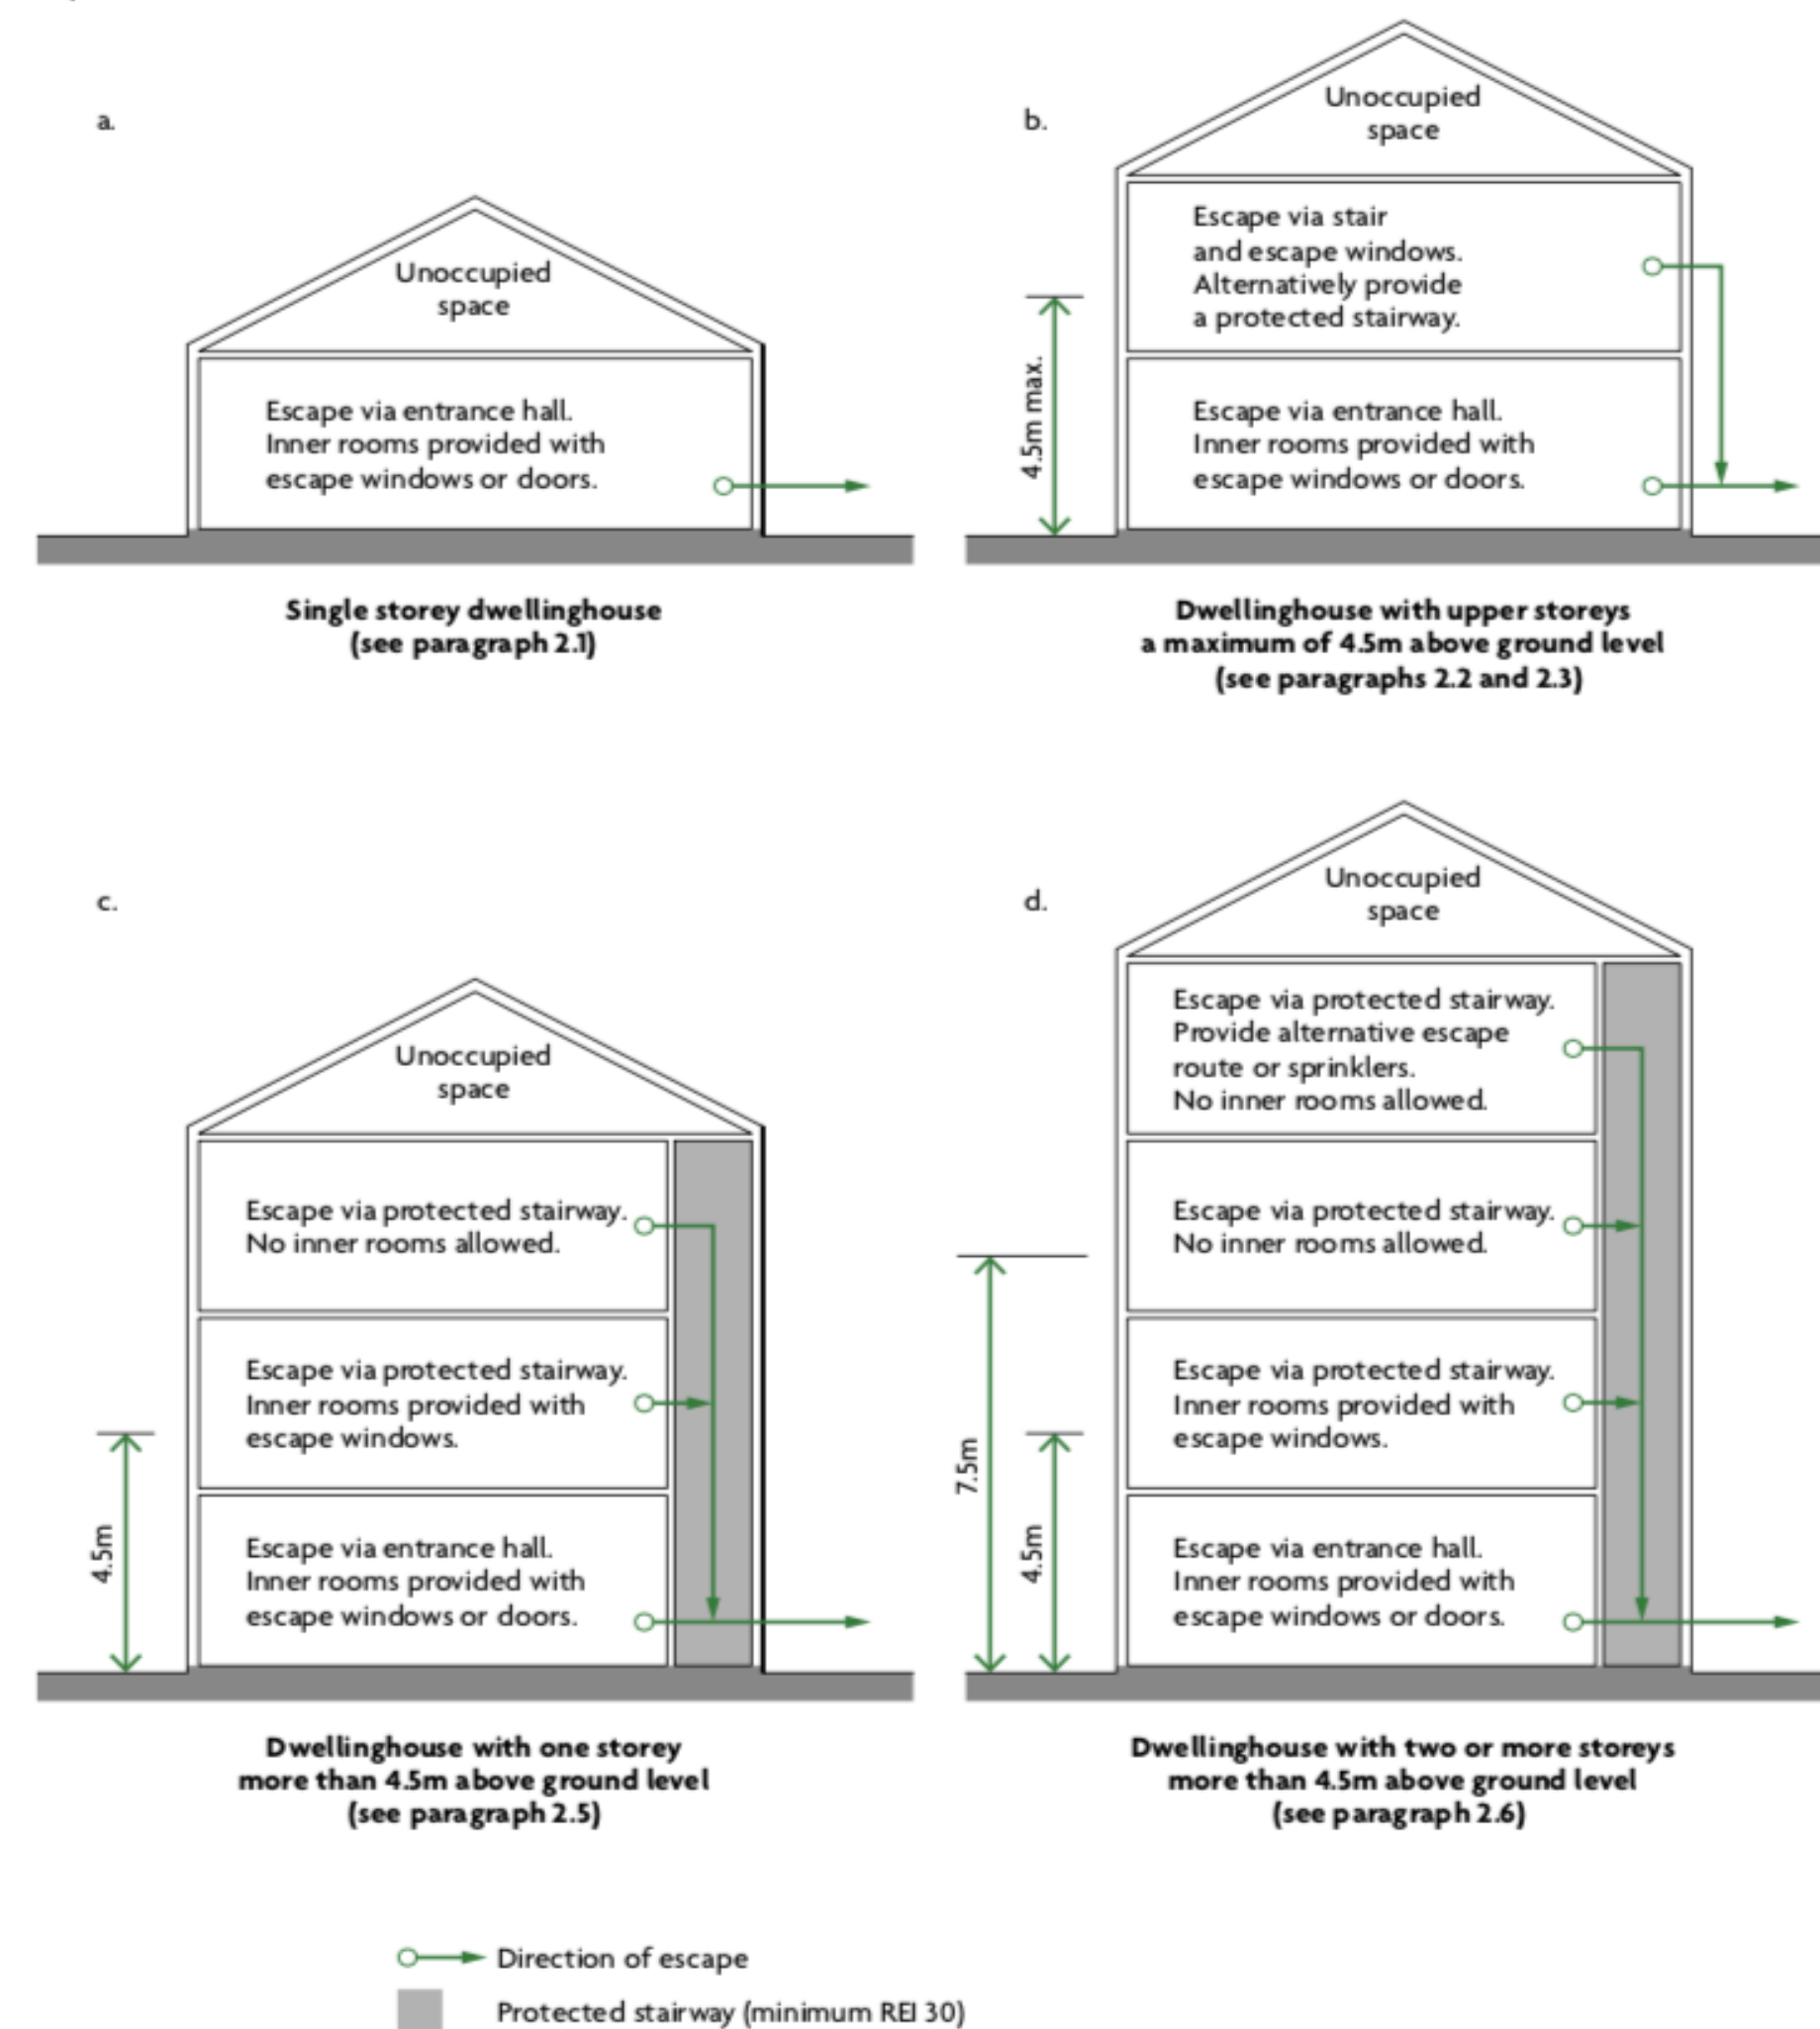 a.
Unoccupied
space
Escape via entrance hall.
Inner rooms provided with
escape windows or doors.
Single storey dwellinghouse
(see paragraph 2.1)
b.
Unoccupied
space
Escape via stair
and escape windows.
Alternatively provide
a protected stairway.
4.5m max.
Escape via entrance hall.
Inner rooms provided with
escape windows or doors.
Dwellinghouse with upper storeys
a maximum of 4.5m above ground level
(see paragraphs 2.2 and 2.3)
c.
Unoccupied
space
Escape via protected stairway.
No inner rooms allowed.
Escape via protected stairway.
Inner rooms provided with
escape windows.
4.5m
Escape via entrance hall.
Inner rooms provided with
escape windows or doors.
Dwellinghouse with one storey
more than 4.5m above ground level
(see paragraph 2.5)
d.
Unoccupied
space
Escape via protected stairway.
Provide alternative escape
route or sprinklers.
No inner rooms allowed.
Escape via protected stairway.
No inner rooms allowed.
Escape via protected stairway.
Inner rooms provided with
escape windows.
7.5m
4.5m
Escape via entrance hall.
Inner rooms provided with
escape windows or doors.
Dwellinghouse with two or more storeys
more than 4.5m above ground level
(see paragraph 2.6)
Direction of escape
Protected stairway (minimum REI 30)